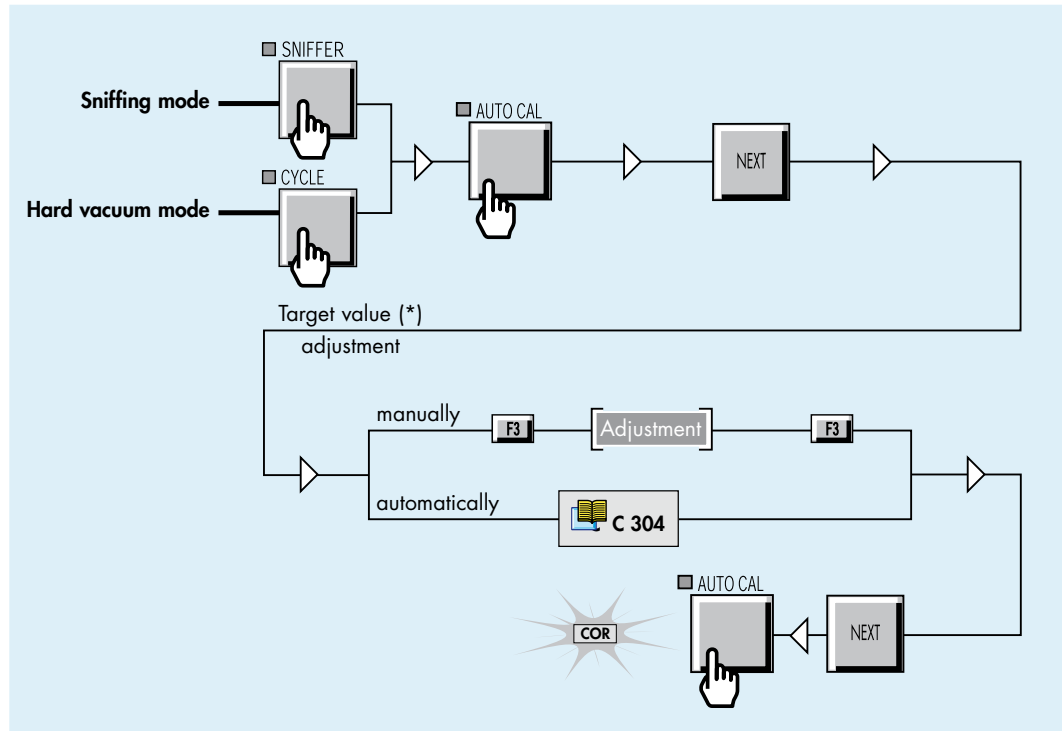 SNIFFER
Sniffing mode
AUTO CAL
NEXT
CYCLE
Hard vacuum mode
Target value (*)
adjustment
manually
F3
Adjustment
F3
automatically
C 304
AUTO CAL
COR
NEXT